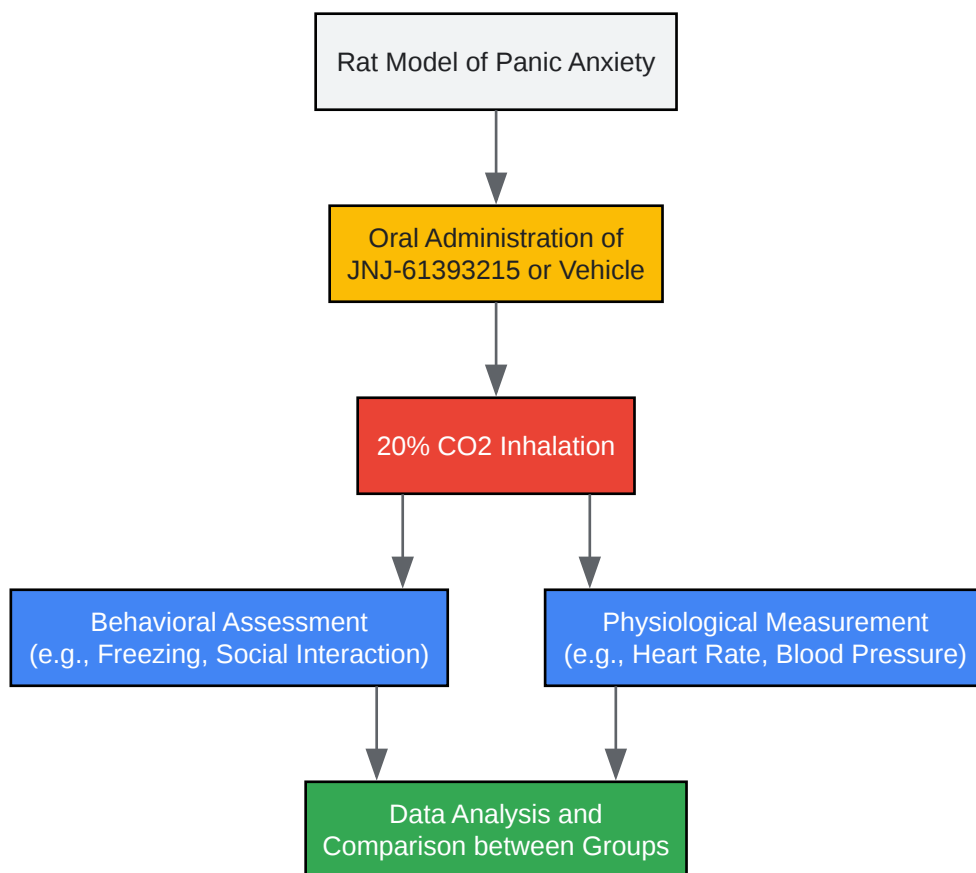 Rat Model of Panic Anxiety
Oral Administration of
JNJ-61393215 or Vehicle
20% CO2 Inhalation
Behavioral Assessment
(e.g., Freezing, Social Interaction)
Physiological Measurement
(e.g., Heart Rate, Blood Pressure)
Data Analysis and
Comparison between Groups